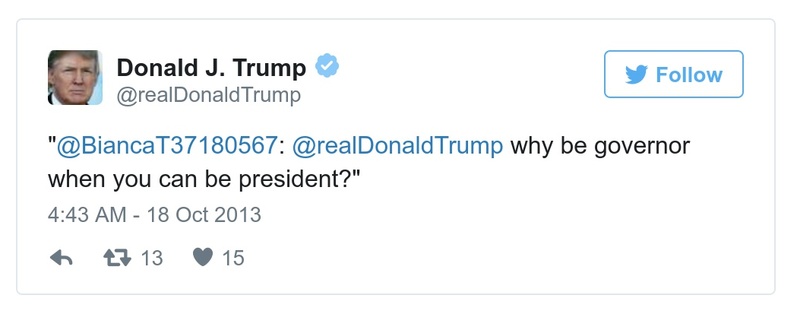 Donald J. Trump
@realDonaldTrump
Follow
"@BiancaT37180567: @realDonaldTrump why be governor
when you can be president?"
4:43 AM - 18 Oct 2013
13 15